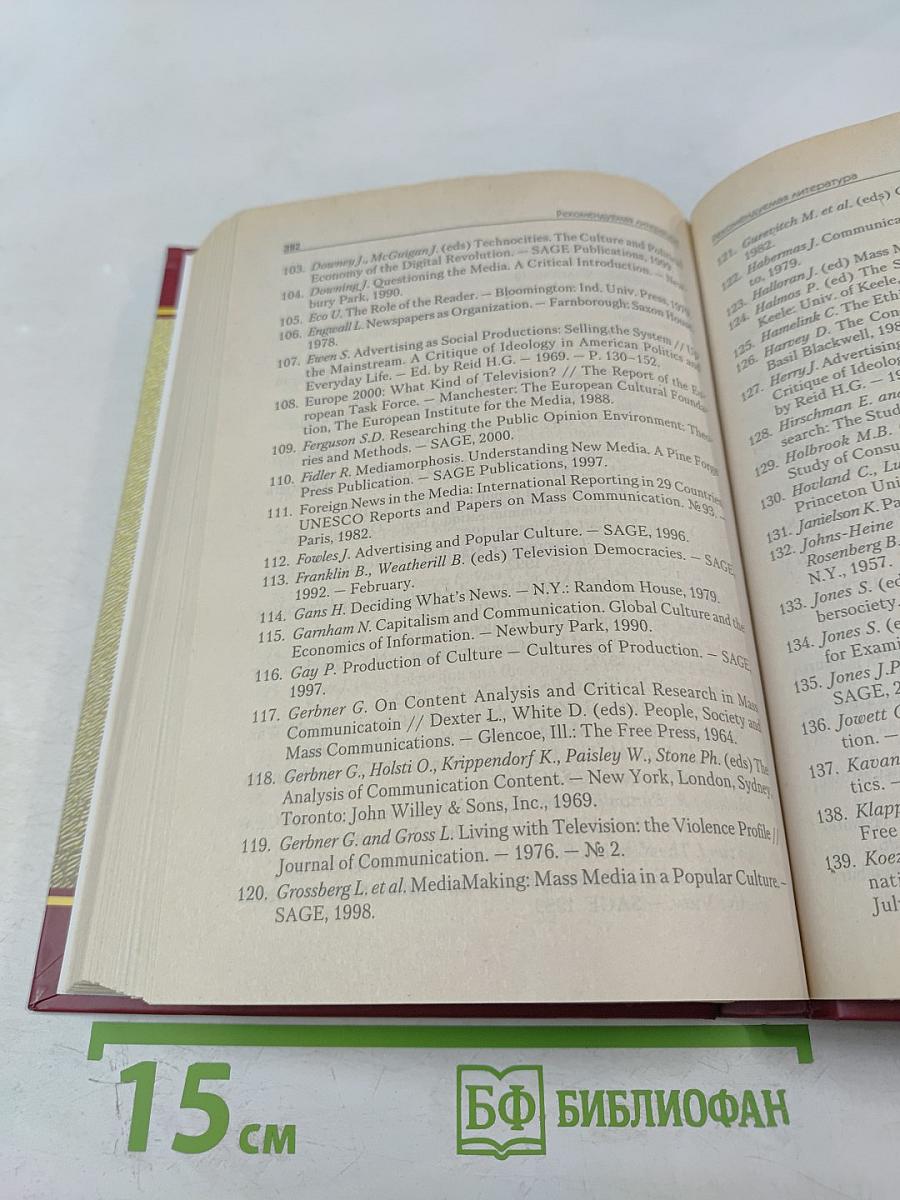 382
Рекомендуемая литература
103. Downey J., McGuigan J. (eds) Technocities. The Culture and Political
Economy of the Digital Revolution. — SAGE Publications, 1999.
104. Downing J. Questioning the Media. A Critical Introduction. — New-
bury Park, 1990.
105. Eco U. The Role of the Reader. — Bloomington: Ind. Univ. Press, 1979.
106. Engwall L. Newspapers as Organization. — Farnborough: Saxon House,
1978.
107. Ewen S. Advertising as Social Productions: Selling the System // Up
the Mainstream. A Critique of Ideology in American Politics and
Everyday Life. — Ed. by Reid H.G. — 1969. — P. 130–152.
108. Europe 2000: What Kind of Television? // The Report of the Eu-
ropean Task Force. — Manchester: The European Cultural Founda-
tion, The European Institute for the Media, 1988.
109. Ferguson S.D. Researching the Public Opinion Environment: Theo-
ries and Methods. — SAGE, 2000.
110. Fidler R. Mediamorphosis. Understanding New Media. A Pine Forge
Press Publication. — SAGE Publications, 1997.
111. Foreign News in the Media: International Reporting in 29 Countries.
UNESCO Reports and Papers on Mass Communication. № 93. —
Paris, 1982.
112. Fowles J. Advertising and Popular Culture. — SAGE, 1996.
113. Franklin B., Weatherill B. (eds) Television Democracies. — SAGE,
1992. — February.
114. Gans H. Deciding What's News. — N.Y.: Random House, 1979.
115. Garnham N. Capitalism and Communication. Global Culture and the
Economics of Information. — Newbury Park, 1990.
116. Gay P. Production of Culture — Cultures of Production. — SAGE,
1997.
117. Gerbner G. On Content Analysis and Critical Research in Mass
Communicatoin // Dexter L., White D. (eds). People, Society and
Mass Communications. — Glencoe, Ill.: The Free Press, 1964.
118. Gerbner G., Holsti O., Krippendorf K., Paisley W., Stone Ph. (eds) The
Analysis of Communication Content. — New York, London, Sydney,
Toronto: John Willey & Sons, Inc., 1969.
119. Gerbner G. and Gross L. Living with Television: the Violence Profile //
Journal of Communication. — 1976. — № 2.
120. Grossberg L. et al. MediaMaking: Mass Media in a Popular Culture. –
SAGE, 1998.
Рекомендуемая литература
121. Gurevitch M. et al. (eds)
1982.
122. Habermas J. Communica
to, 1979.
123. Halloran J. (ed) Mass M
124. Halmos P. (ed) The S
Keele: Univ. of Keele,
125. Hamelink C. The Ethi
126. Harvey D. The Con
Basil Blackwell, 198
127. Herry J. Advertising
Critique of Ideolo
by Reid H.G. — 19
128. Hirschman E. and
search: The Stud
129. Holbrook M.B.
Study of Consu
130. Hovland C., Lu
Princeton Uni
131. Janielson K. Pa
132. Johns-Heine
Rosenberg B.
N.Y., 1957.
133. Jones S. (ed
bersociety.
134. Jones S. (e
for Exami
135. Jones J.P
SAGE, 2
136. Jowett G
tion. —
137. Kavan
tics. —
138. Klapp
Free
139. Koez
nati
Jul
15 см
БФ БИБЛИОФАН